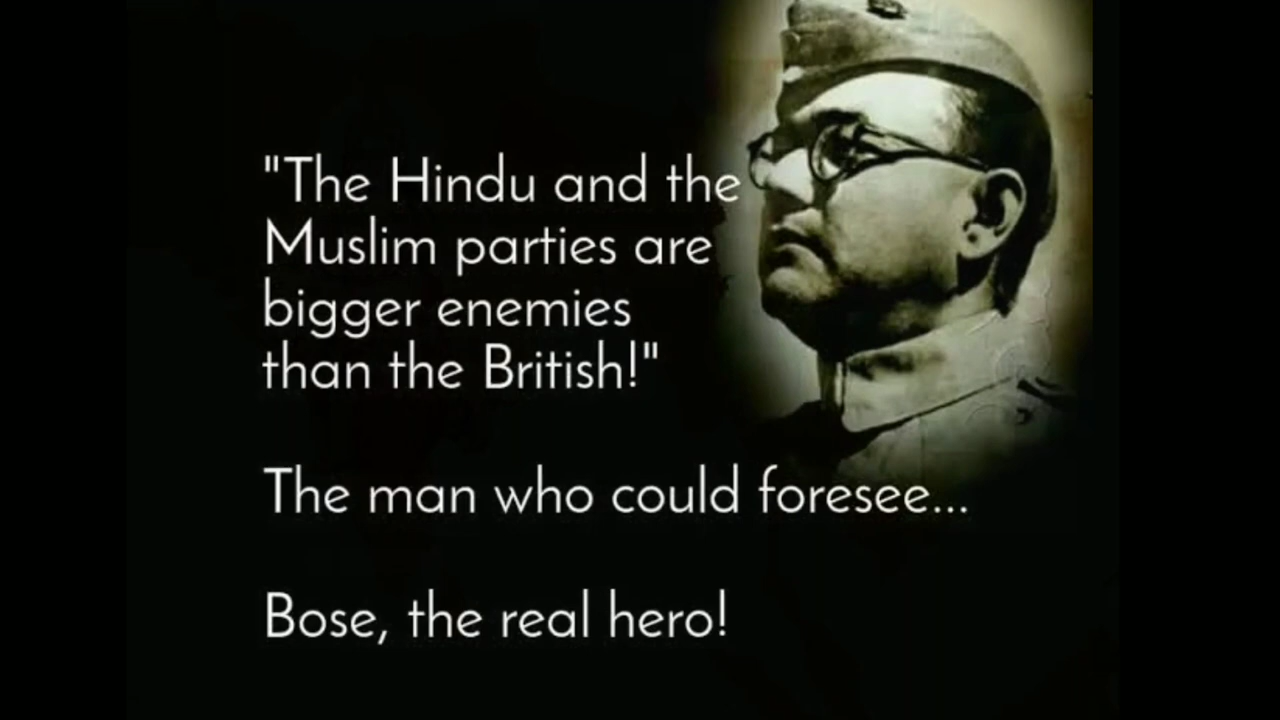 "The Hindu and the
Muslim parties are
bigger enemies
than the British!"
The man who could foresee...
Bose, the real hero!